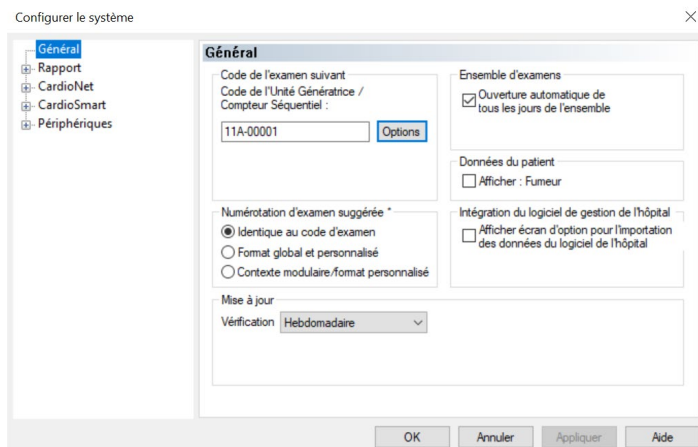 Configurer le système
Général
Rapport
CardioNet
CardioSmart
Périphériques
Général
Code de l'examen suivant
Code de l'Unité Génératrice /
Compteur Séquentiel :
11A-00001
Options
Ensemble d'examens
Ouverture automatique de
tous les jours de l'ensemble
Données du patient
Afficher : Fumeur
Numérotation d'examen suggérée *
Identique au code d'examen
Format global et personnalisé
Contexte modulaire/format personnalisé
Intégration du logiciel de gestion de l'hôpital
Afficher écran d'option pour l'importation
des données du logiciel de l'hôpital
Mise à jour
Vérification
Hebdomadaire
OK
Annuler
Appliquer
Aide